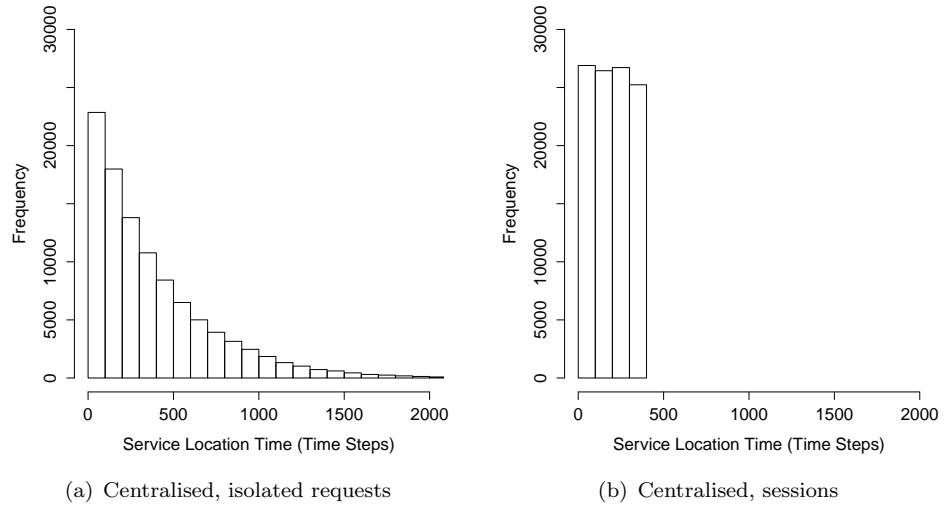 30000
20000
10000
5000
0
Frequency
0 500 1000 1500 2000
Service Location Time (Time Steps)
(a) Centralised, isolated requests
30000
20000
10000
5000
0
Frequency
0 500 1000 1500 2000
Service Location Time (Time Steps)
(b) Centralised, sessions